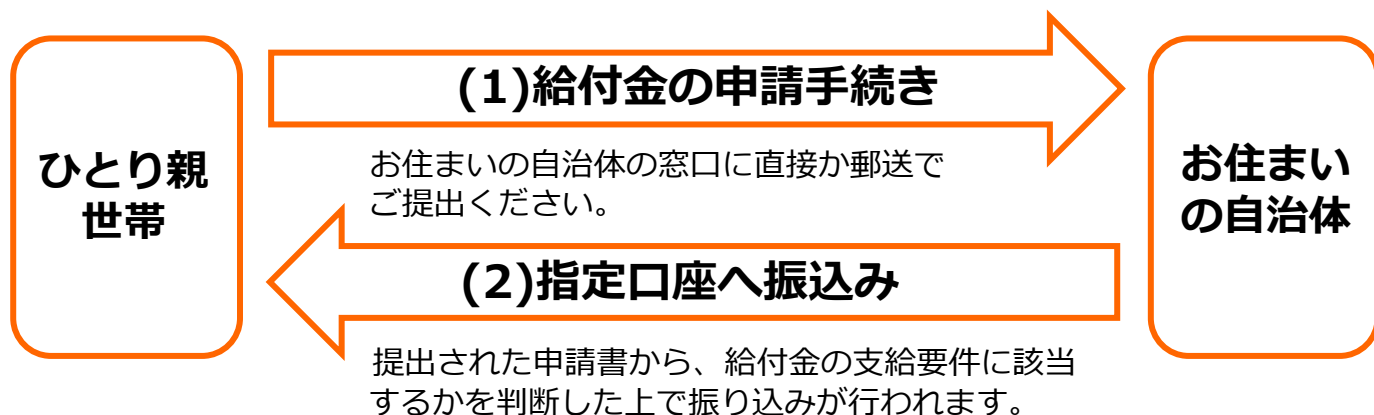 ひとり親
世帯
(1)給付金の申請手続き
お住まいの自治体の窓口に直接か郵送で
ご提出ください。
(2)指定口座へ振込み
提出された申請書から、給付金の支給要件に該当
するかを判断した上で振り込みが行われます。
お住まい
の自治体